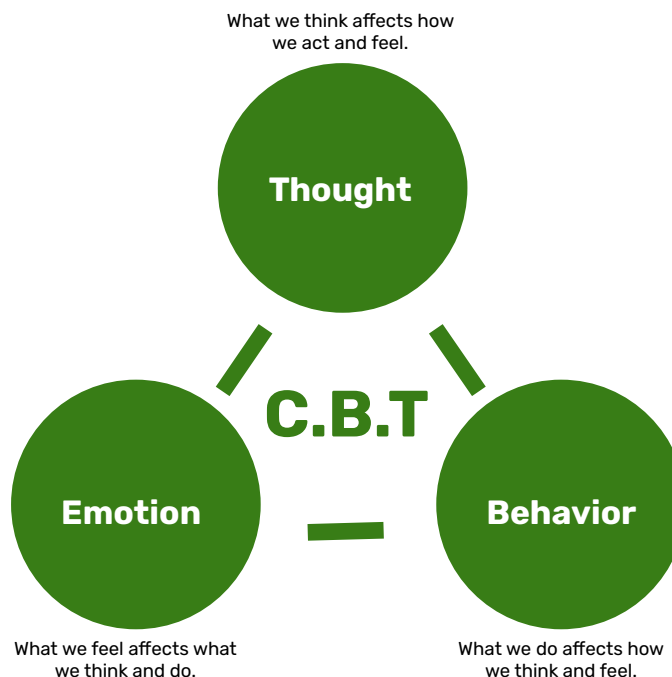 What we think affects how
we act and feel.
Thought
C.B.T
Emotion
Behavior
What we feel affects what
we think and do.
What we do affects how
we think and feel.